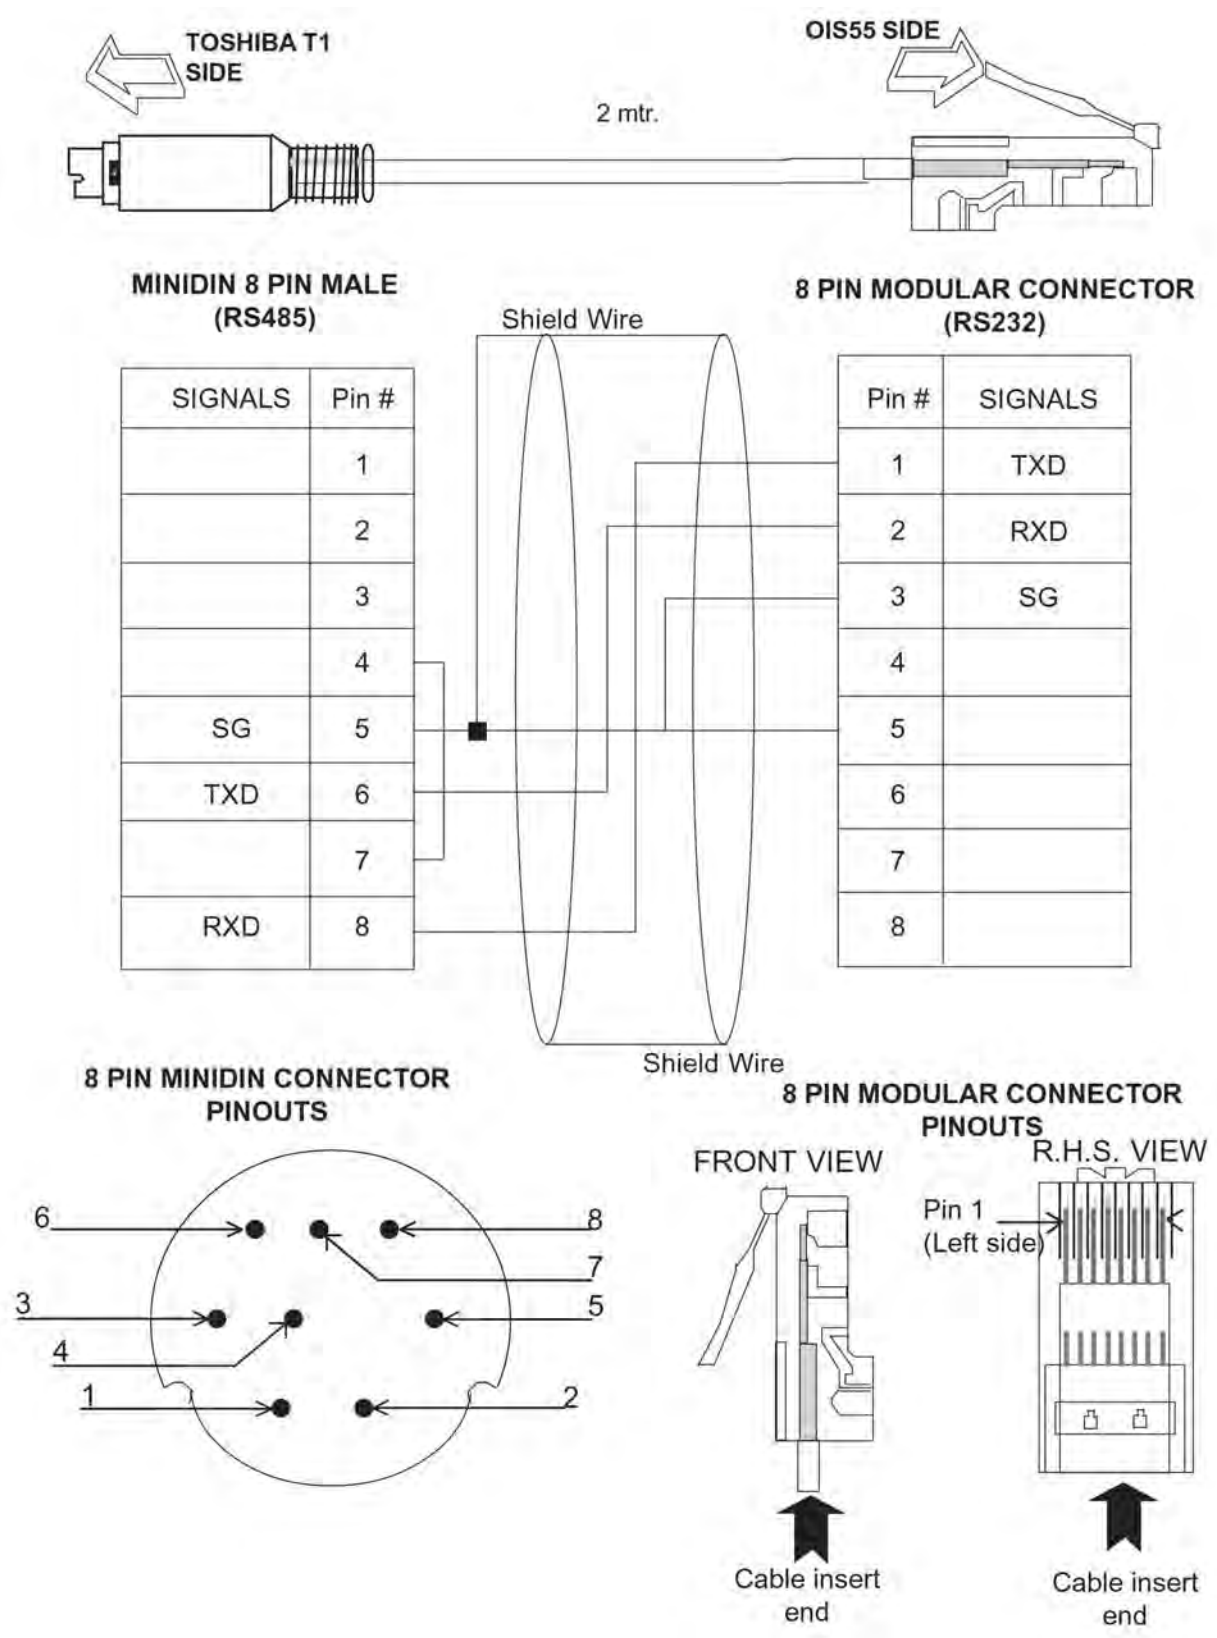 TOSHIBA T1
SIDE
OIS55 SIDE
2 mtr.
MINIDIN 8 PIN MALE
(RS485)
8 PIN MODULAR CONNECTOR
(RS232)
Shield Wire
SIGNALS Pin #
1
2
3
4
SG 5
TXD 6
7
RXD 8
Pin # SIGNALS
1 TXD
2 RXD
3 SG
4
5
6
7
8
Shield Wire
8 PIN MINIDIN CONNECTOR
PINOUTS
6
8
7
3
5
4
1
2
8 PIN MODULAR CONNECTOR
PINOUTS
FRONT VIEW
R.H.S. VIEW
Pin 1
(Left side)
Cable insert
end
Cable insert
end